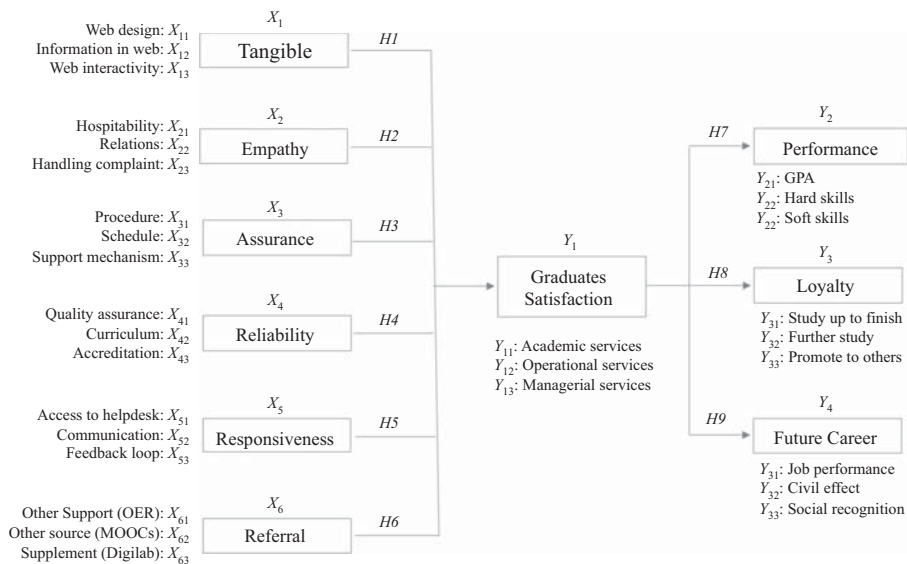 X₁
Web design: X₁₁
Information in web: X₁₂
Web interactivity: X₁₃
Tangible
H1
X₂
Hospitability: X₂₁
Relations: X₂₂
Handling complaint: X₂₃
Empathy
H2
X₃
Procedure: X₃₁
Schedule: X₃₂
Support mechanism: X₃₃
Assurance
H3
X₄
Quality assurance: X₄₁
Curriculum: X₄₂
Accreditation: X₄₃
Reliability
H4
X₅
Access to helpdesk: X₅₁
Communication: X₅₂
Feedback loop: X₅₃
Responsiveness
H5
X₆
Other Support (OER): X₆₁
Other source (MOOCs): X₆₂
Supplement (Digilab): X₆₃
Referral
H6
Y₁
Graduates
Satisfaction
Y₁₁: Academic services
Y₁₂: Operational services
Y₁₃: Managerial services
H7
Y₂
Performance
Y₂₁: GPA
Y₂₂: Hard skills
Y₂₂: Soft skills
H8
Y₃
Loyalty
Y₃₁: Study up to finish
Y₃₂: Further study
Y₃₃: Promote to others
H9
Y₄
Future Career
Y₃₁: Job performance
Y₃₂: Civil effect
Y₃₃: Social recognition